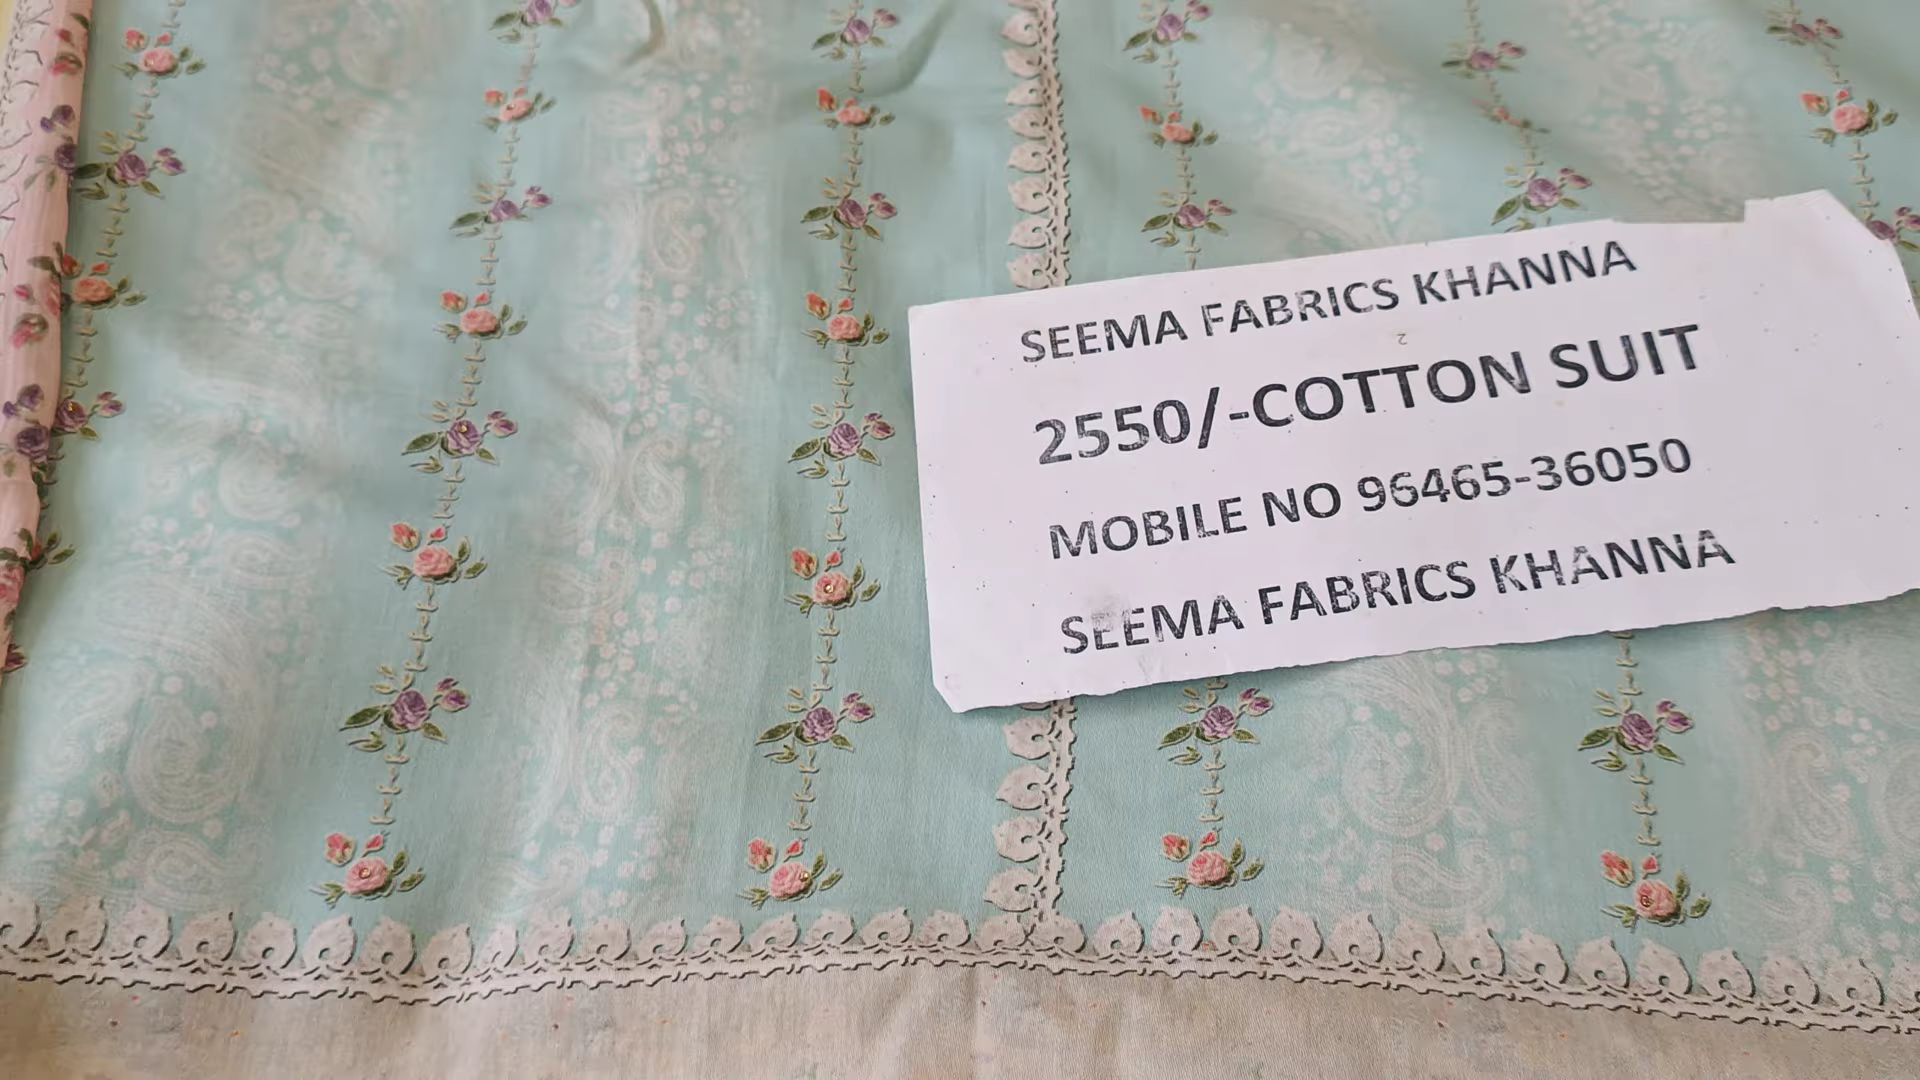 SEEMA FABRICS KHANNA
2550/-COTTON SUIT
MOBILE NO 96465-36050
SEEMA FABRICS KHANNA